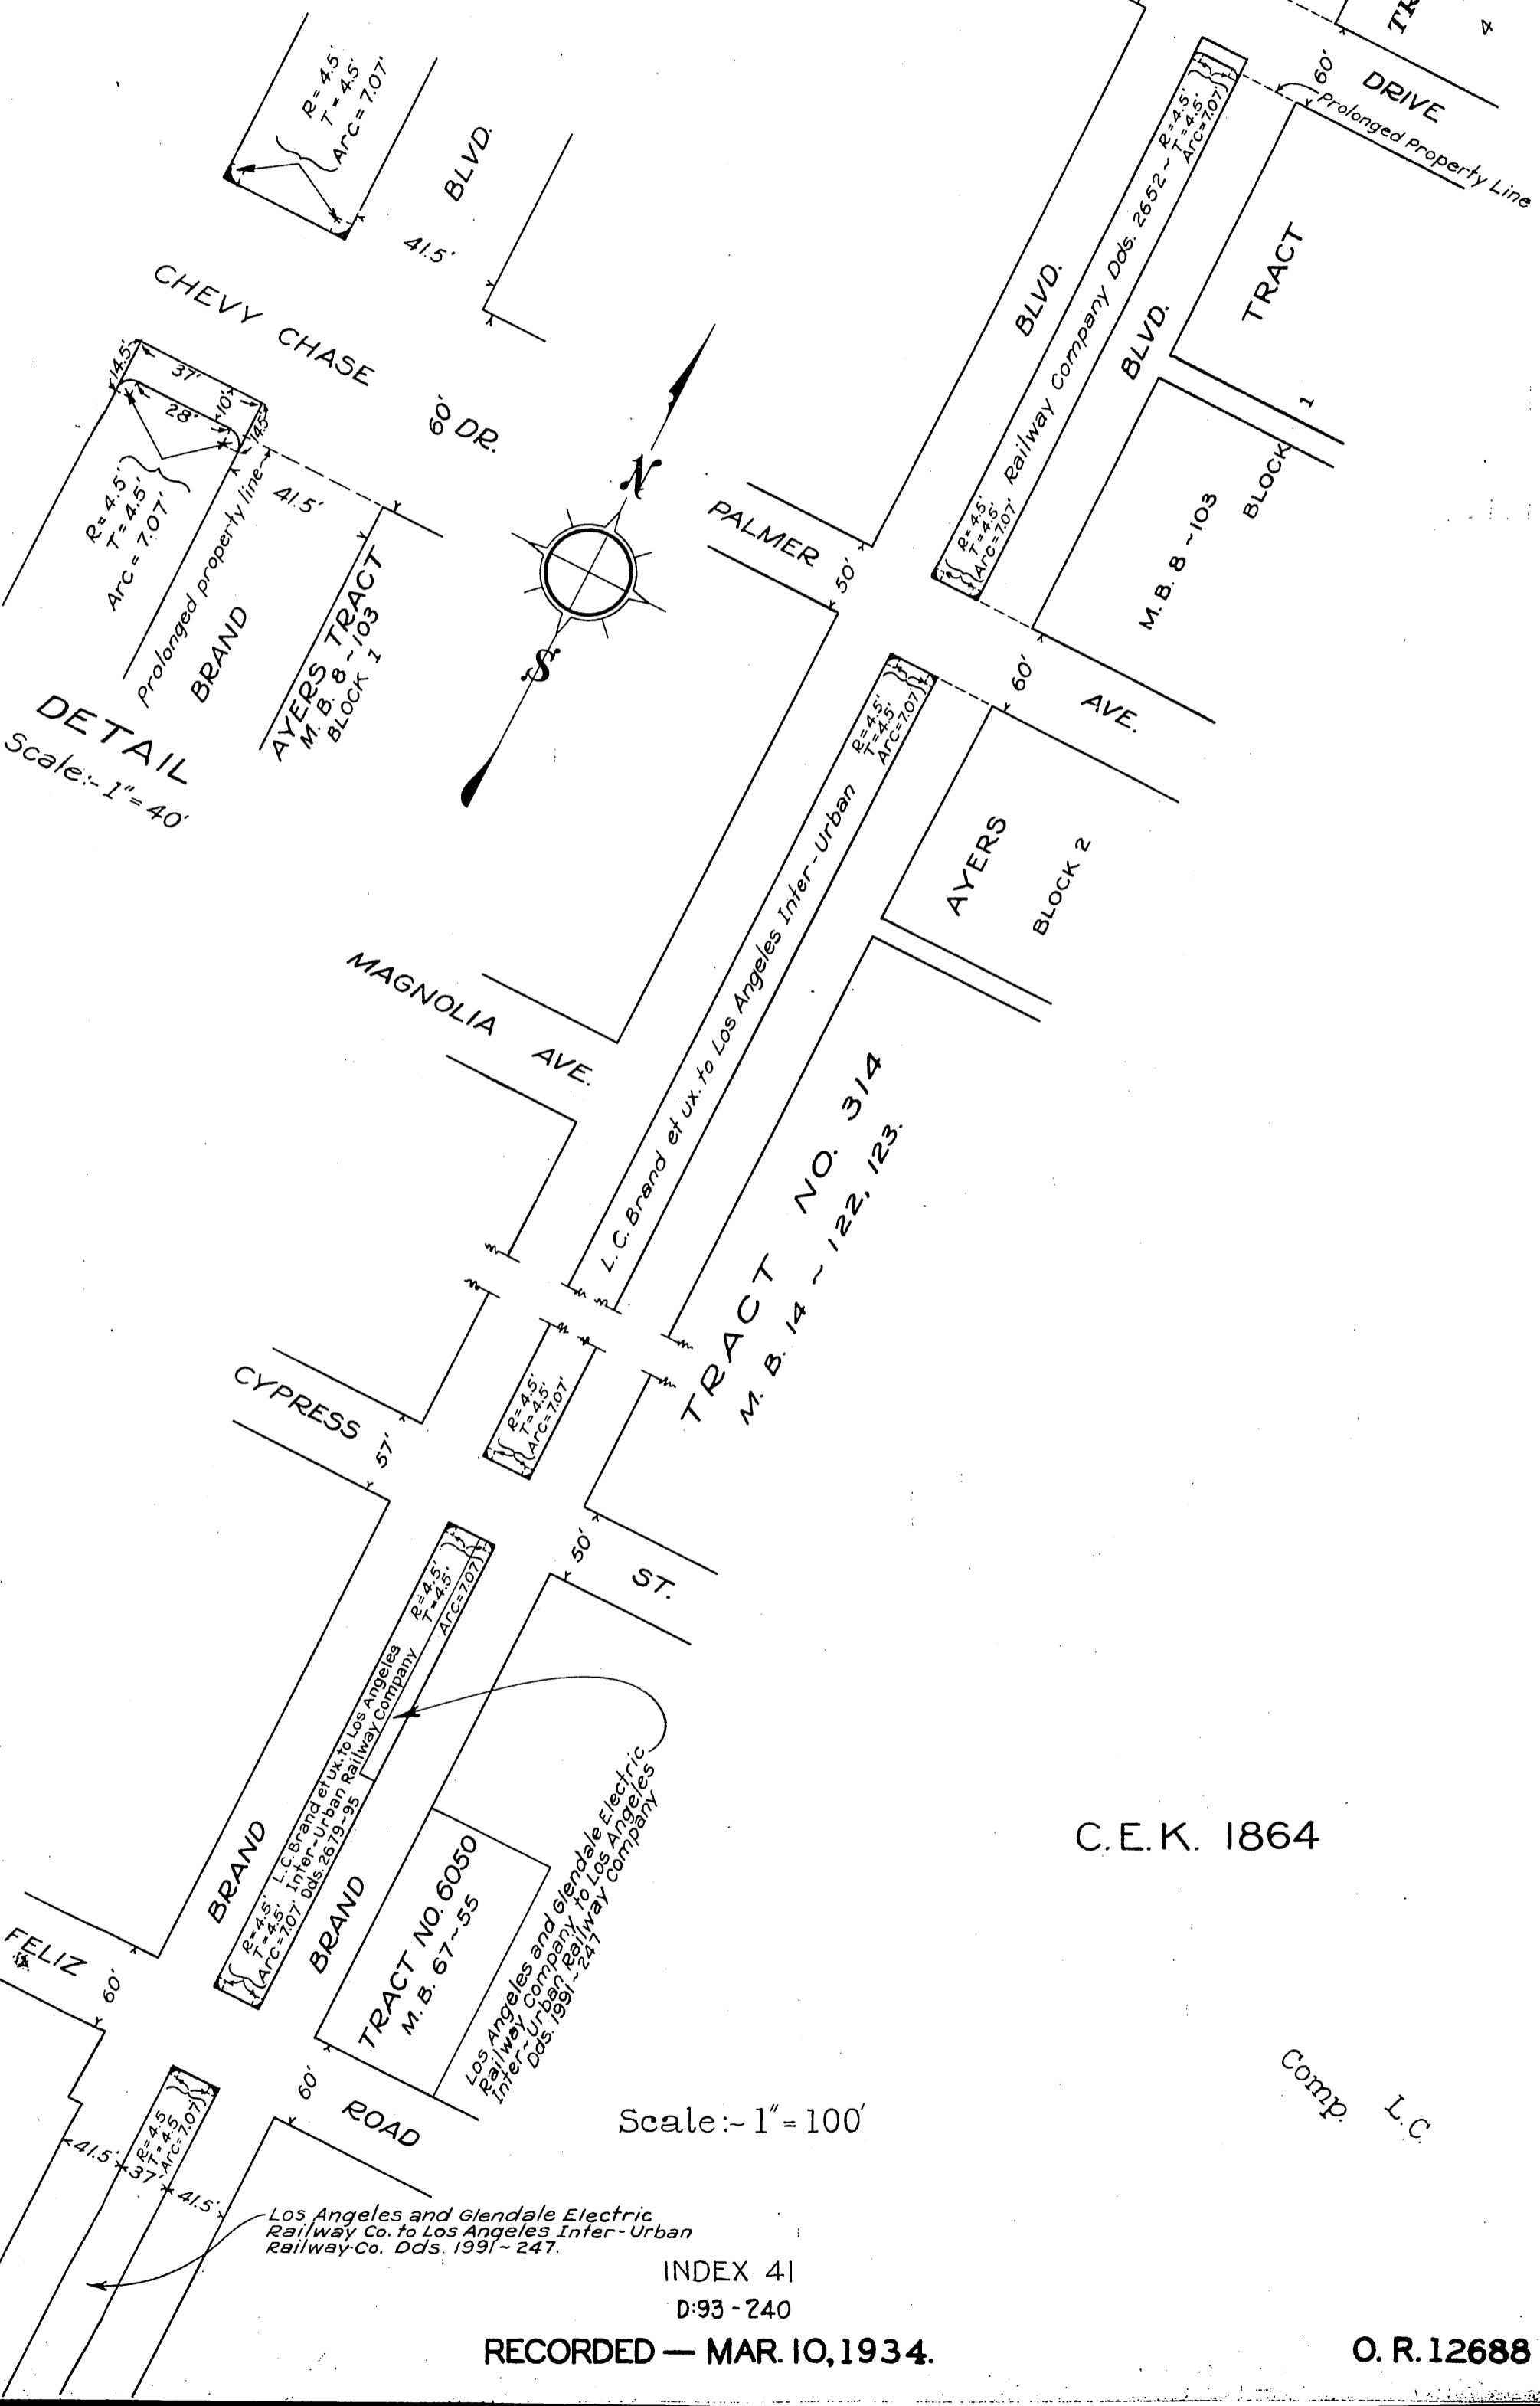 R=4.5'
T=4.5'
Arc=7.07'
BLVD.
41.5'
CHEVY CHASE
60'
DR.
14.5'
37'
10'
28'
14.5'
41.5'
R=4.5'
T=4.5'
Arc=7.07'
Prolonged property line
BRAND
AYERS TRACT
M. B. 8~103
BLOCK 1
DETAIL
Scale:- 1"=40'
N
S
4
60'
DRIVE
Prolonged Property Line
R=4.5'
T=4.5'
Arc=7.07'
Railway Company Dds. 2652~
BLVD.
BLVD.
TRACT
1
BLOCK
M. B. 8~103
R=4.5'
T=4.5'
Arc=7.07'
PALMER
50'
60'
AVE.
R=4.5'
T=4.5'
Arc=7.07'
AYERS
BLOCK 2
MAGNOLIA AVE.
L. C. Brand et ux. to Los Angeles Inter-Urban
TRACT NO. 314
M. B. 14 ~ 122, 123.
CYPRESS
57'
R=4.5'
T=4.5'
Arc=7.07'
50'
ST.
R=4.5'
T=4.5'
Arc=7.07'
L.C. Brand et ux. to Los Angeles
Inter-Urban Railway Company
Dds. 2679~95
R=4.5'
T=4.5'
Arc=7.07'
BRAND
BRAND
TRACT NO. 6050
M. B. 67~55
Los Angeles and Glendale Electric
Railway Company to Los Angeles
Inter~Urban Railway Company
Dds. 1991~247
C.E.K. 1864
FELIZ
60'
60'
ROAD
R=4.5
T=4.5
Arc=7.07'
41.5'
37'
41.5'
Scale:~ 1"=100'
Comp. L.C.
Los Angeles and Glendale Electric
Railway Co. to Los Angeles Inter-Urban
Railway Co. Dds. 1991~247.
INDEX 41
D:93-240
RECORDED — MAR. 10, 1934.
O. R. 12688